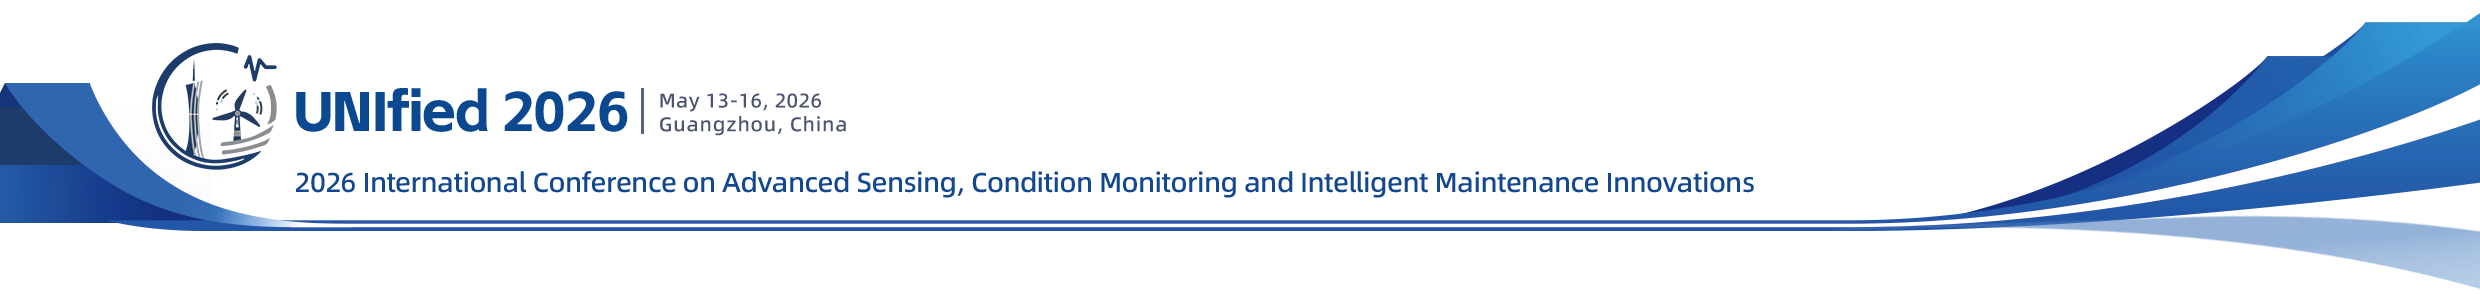 UNIfied 2026
May 13-16, 2026
Guangzhou, China
2026 International Conference on Advanced Sensing, Condition Monitoring and Intelligent Maintenance Innovations